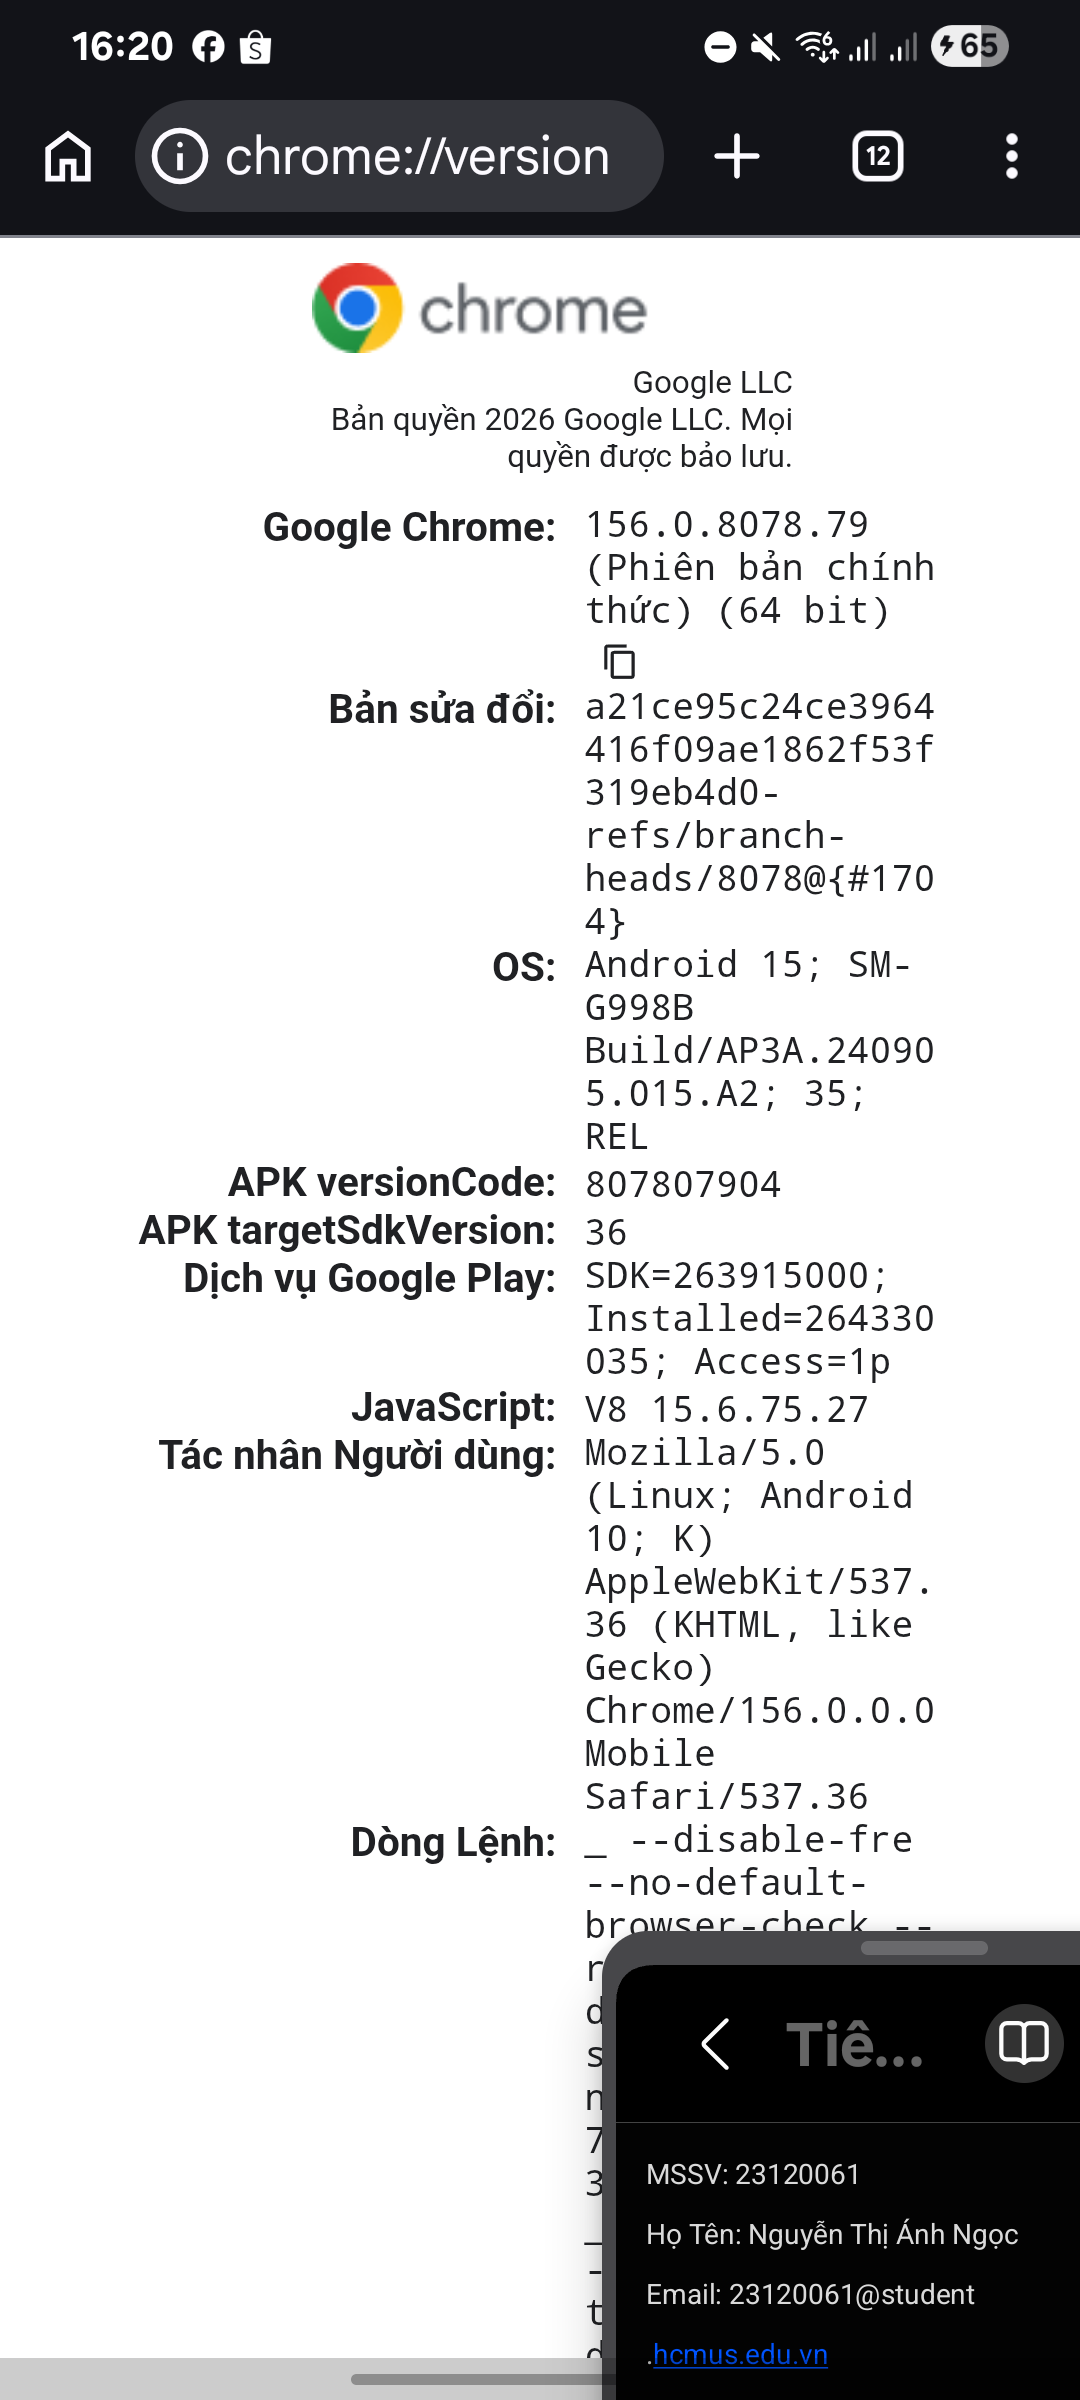 16:20
6
65
chrome://version
12
chrome
Google LLC
Bản quyền 2026 Google LLC. Mọi
quyền được bảo lưu.
Google Chrome: 156.0.8078.79
(Phiên bản chính
thức) (64 bit)
Bản sửa đổi: a21ce95c24ce3964
416f09ae1862f53f
319eb4d0-
refs/branch-
heads/8078@{#170
4}
OS: Android 15; SM-
G998B
Build/AP3A.24090
5.015.A2; 35;
REL
APK versionCode: 807807904
APK targetSdkVersion: 36
Dịch vụ Google Play: SDK=263915000;
Installed=264330
035; Access=1p
JavaScript: V8 15.6.75.27
Tác nhân Người dùng: Mozilla/5.0
(Linux; Android
10; K)
AppleWebKit/537.
36 (KHTML, like
Gecko)
Chrome/156.0.0.0
Mobile
Safari/537.36
Dòng Lệnh: _ --disable-fre
--no-default-
browser-check --
Tiê...
MSSV: 23120061
Họ Tên: Nguyễn Thị Ánh Ngọc
Email: 23120061@student
.hcmus.edu.vn